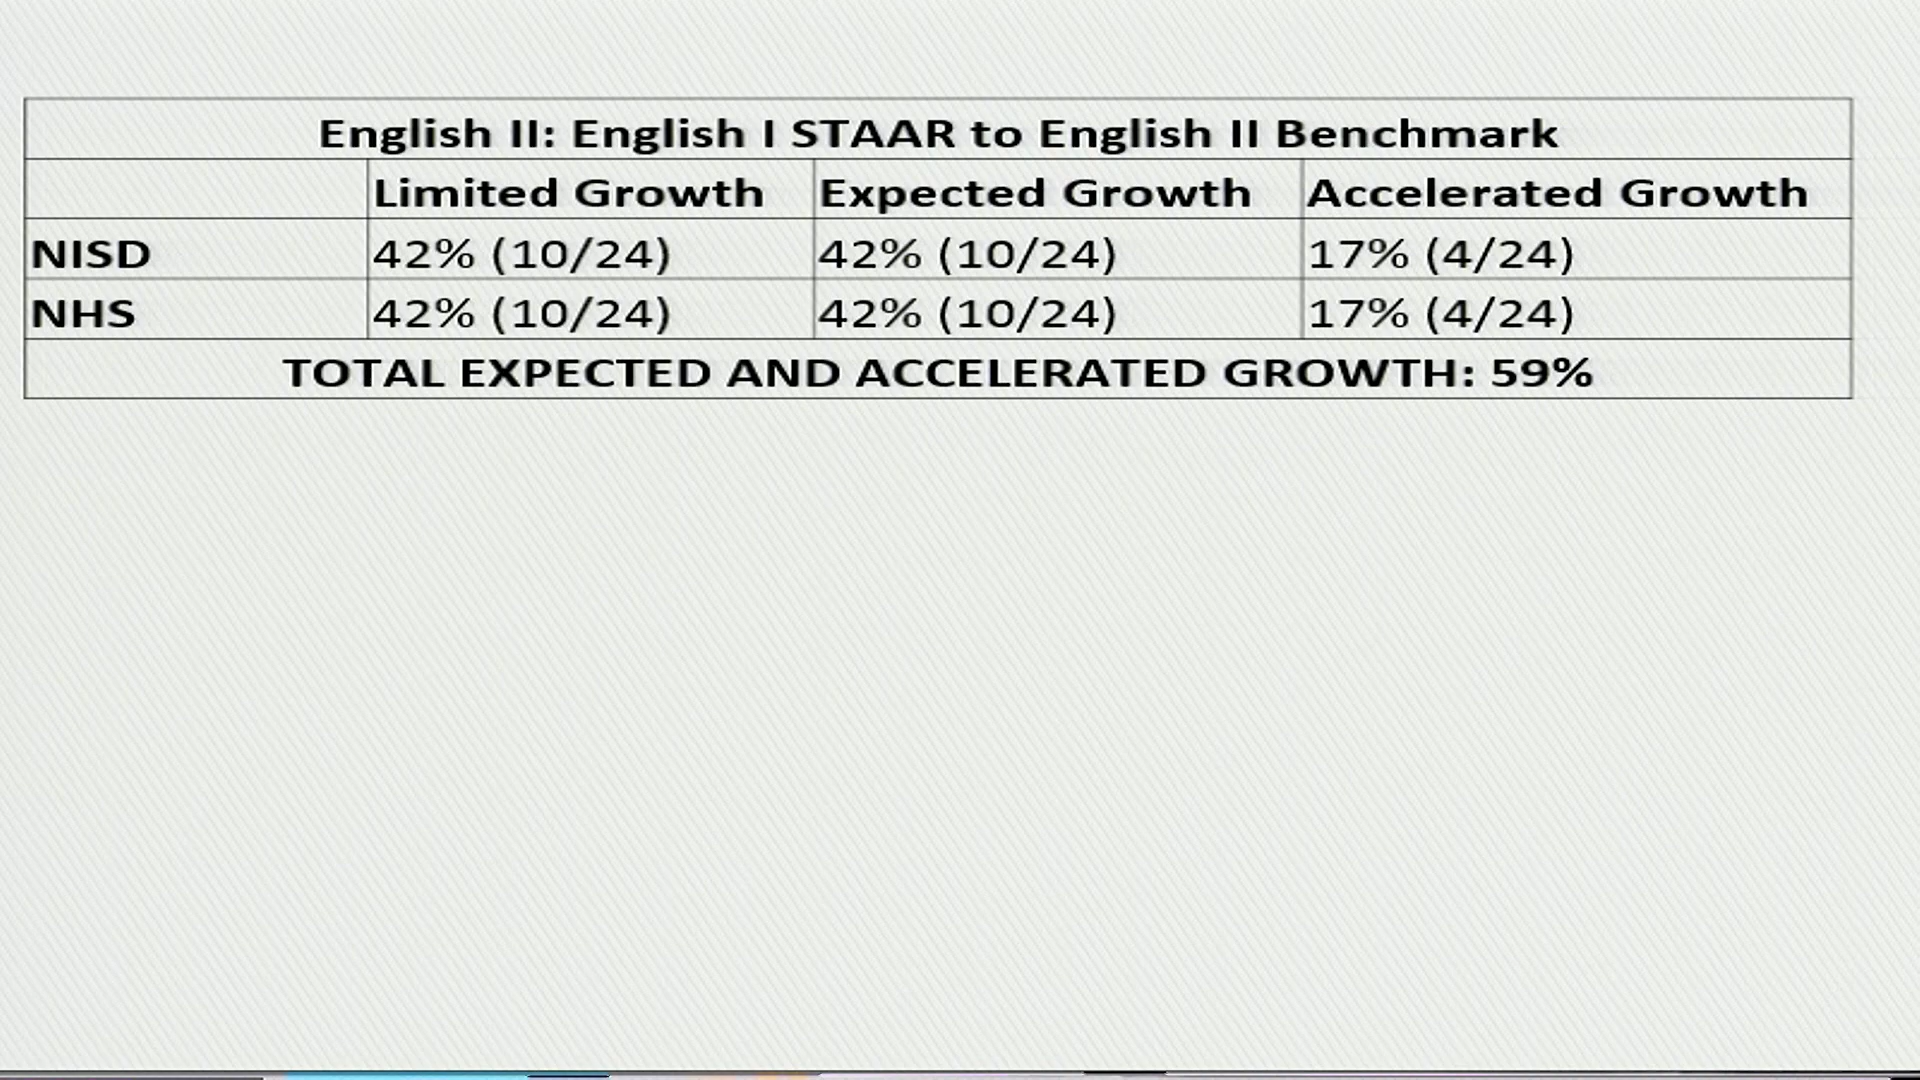 English II: English I STAAR to English II Benchmark
Limited Growth Expected Growth Accelerated Growth
NISD 42% (10/24) 42% (10/24) 17% (4/24)
NHS 42% (10/24) 42% (10/24) 17% (4/24)
TOTAL EXPECTED AND ACCELERATED GROWTH: 59%